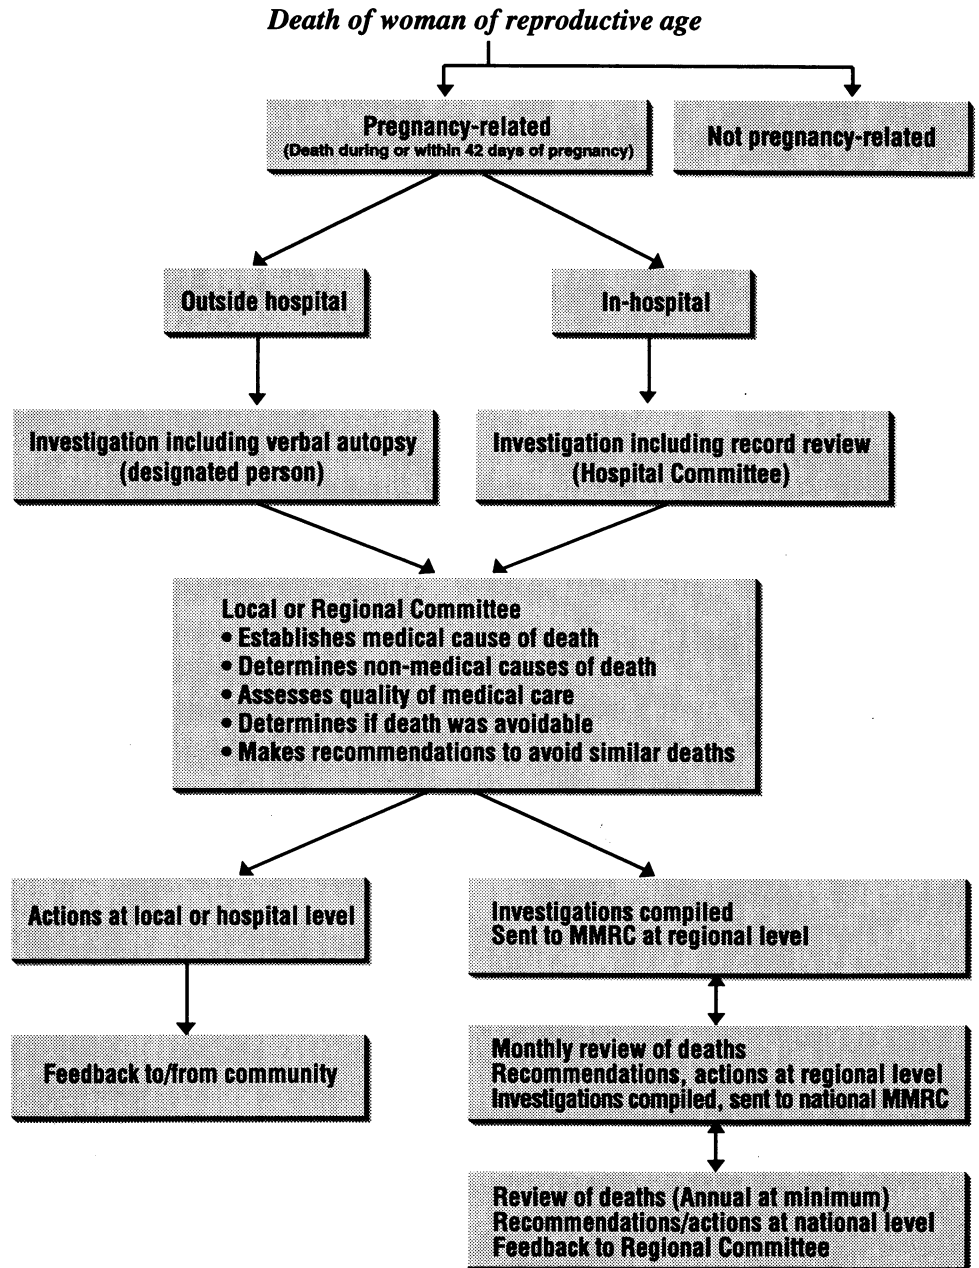 Death of woman of reproductive age
Pregnancy-related
(Death during or within 42 days of pregnancy)
Not pregnancy-related
Outside hospital
In-hospital
Investigation including verbal autopsy
(designated person)
Investigation including record review
(Hospital Committee)
Local or Regional Committee
• Establishes medical cause of death
• Determines non-medical causes of death
• Assesses quality of medical care
• Determines if death was avoidable
• Makes recommendations to avoid similar deaths
Actions at local or hospital level
Investigations compiled
Sent to MMRC at regional level
Feedback to/from community
Monthly review of deaths
Recommendations, actions at regional level
Investigations compiled, sent to national MMRC
Review of deaths (Annual at minimum)
Recommendations/actions at national level
Feedback to Regional Committee